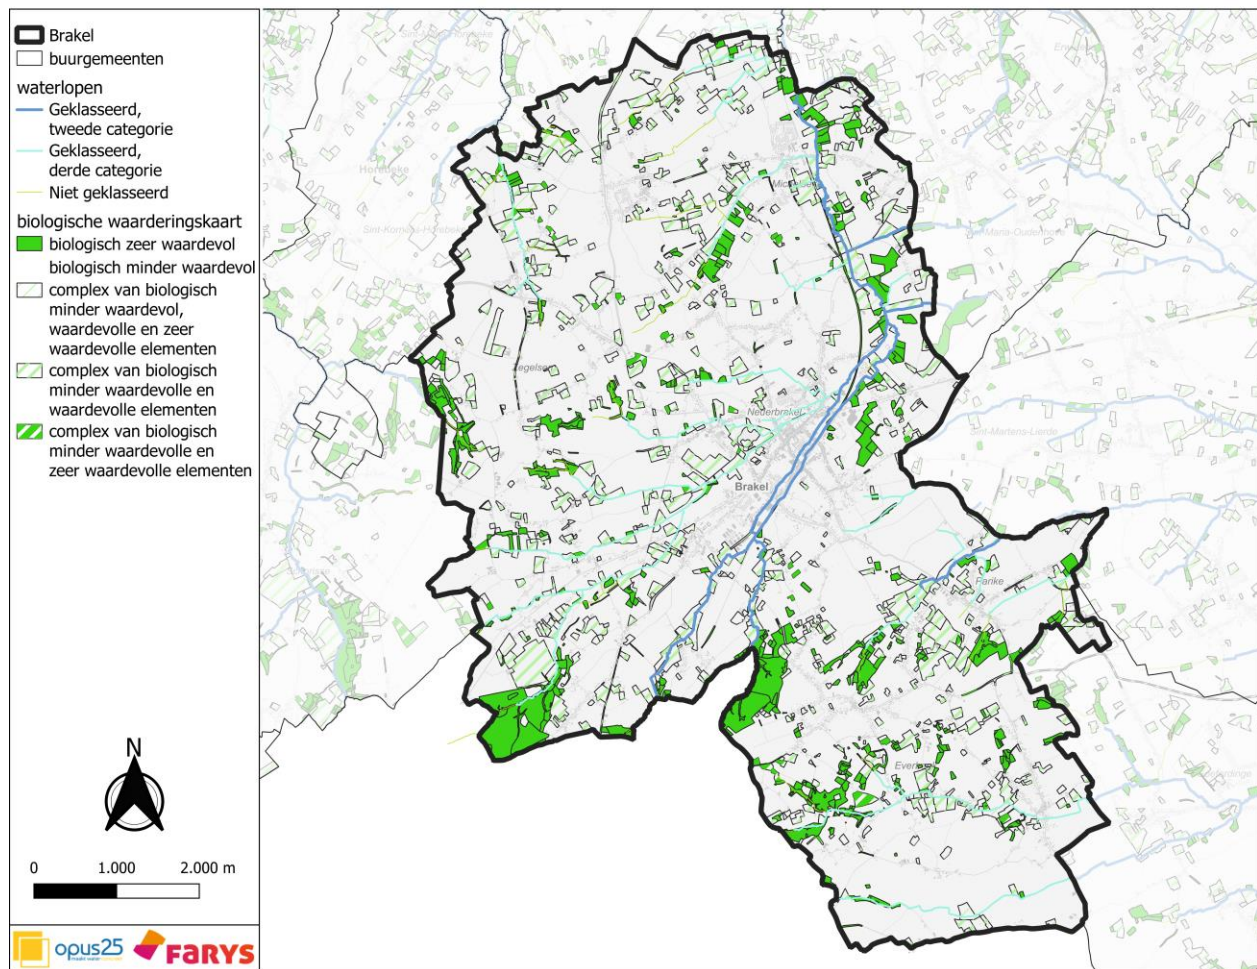 Brakel
buurgemeenten
waterlopen
Geklasseerd,
tweede categorie
Geklasseerd,
derde categorie
Niet geklasseerd
biologische waarderingskaart
biologisch zeer waardevol
biologisch minder waardevol
complex van biologisch
minder waardevol,
waardevolle en zeer
waardevolle elementen
complex van biologisch
minder waardevolle en
waardevolle elementen
complex van biologisch
minder waardevolle en
zeer waardevolle elementen
N
0 1.000 2.000 m
opus25
FARYS
Horebeke
Sint-Kornelis-Horebeke
Maria-Oudenhove
Nederbrakel
Sint-Martens-Lierde
Brakel
Parike